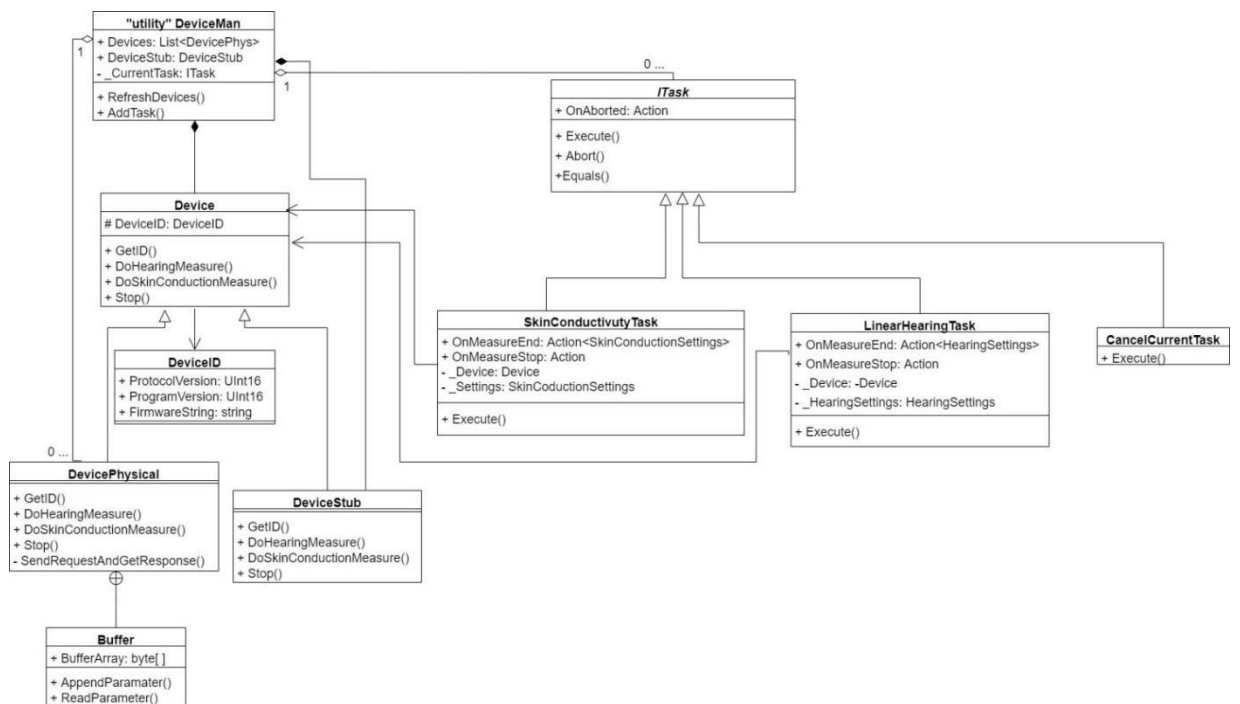 "utility" DeviceMan
+ Devices: List<DevicePhys>
+ DeviceStub: DeviceStub
- _CurrentTask: ITask
+ RefreshDevices()
+ AddTask()
1
1
0 ...
ITask
+ OnAborted: Action
+ Execute()
+ Abort()
+Equals()
Device
# DeviceID: DeviceID
+ GetID()
+ DoHearingMeasure()
+ DoSkinConductionMeasure()
+ Stop()
DeviceID
+ ProtocolVersion: UInt16
+ ProgramVersion: UInt16
+ FirmwareString: string
SkinConductivutyTask
+ OnMeasureEnd: Action<SkinConductionSettings>
+ OnMeasureStop: Action
- _Device: Device
- _Settings: SkinCoductionSettings
+ Execute()
LinearHearingTask
+ OnMeasureEnd: Action<HearingSettings>
+ OnMeasureStop: Action
- _Device: -Device
- _HearingSettings: HearingSettings
+ Execute()
CancelCurrentTask
+ Execute()
0 ...
DevicePhysical
+ GetID()
+ DoHearingMeasure()
+ DoSkinConductionMeasure()
+ Stop()
- SendRequestAndGetResponse()
DeviceStub
+ GetID()
+ DoHearingMeasure()
+ DoSkinConductionMeasure()
+ Stop()
Buffer
+ BufferArray: byte[ ]
+ AppendParamater()
+ ReadParameter()